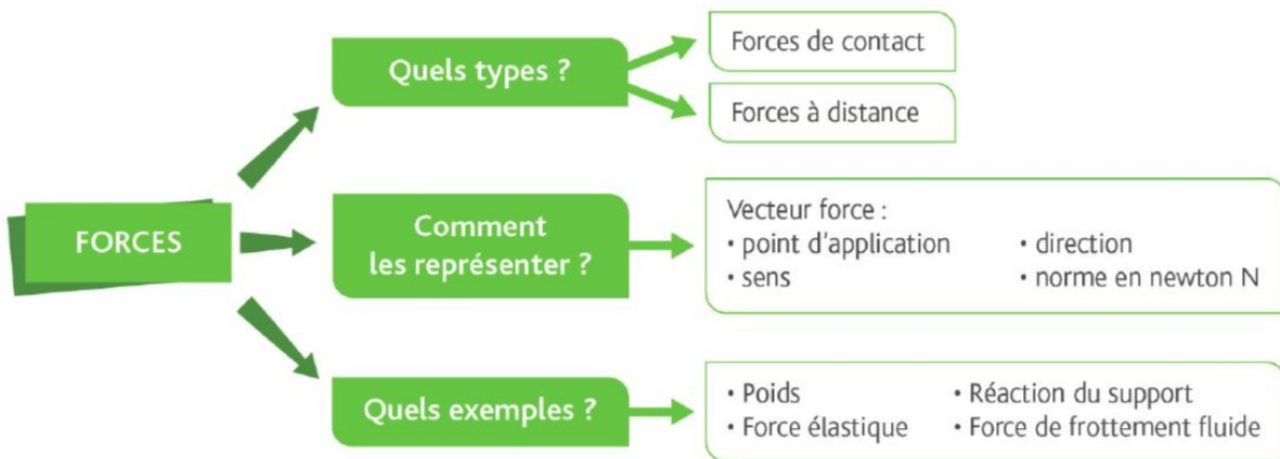 FORCES
Quels types ?
Forces de contact
Forces à distance
Comment
les représenter ?
Vecteur force :
• point d'application • direction
• sens • norme en newton N
Quels exemples ?
• Poids • Réaction du support
• Force élastique • Force de frottement fluide